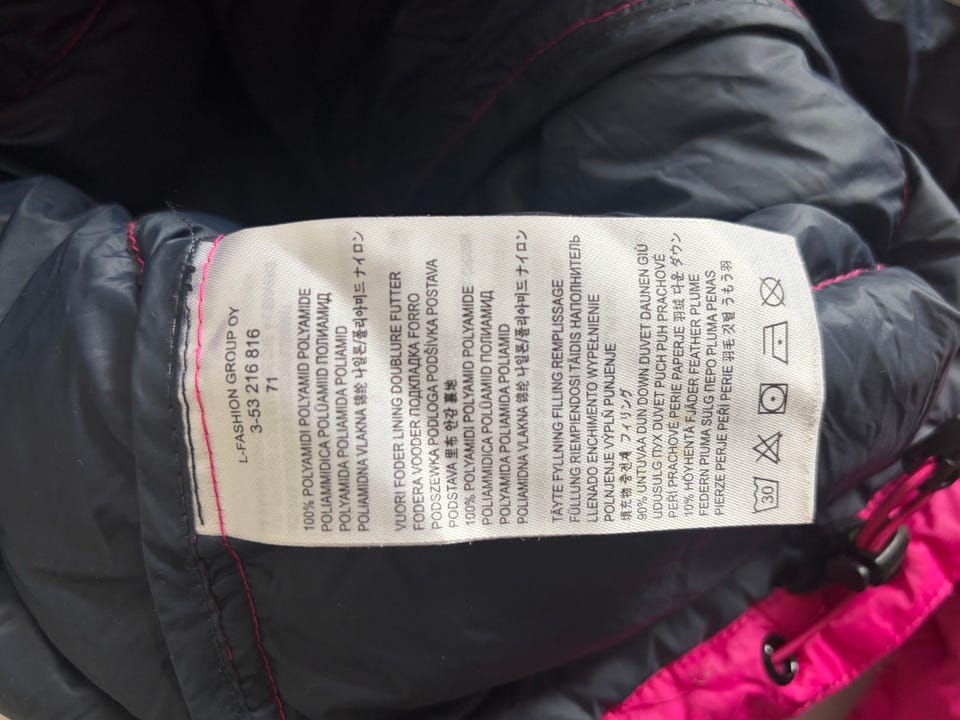 L-FASHION GROUP OY
3-53 216 816
71
100% POLYAMIDI POLYAMID POLYAMIDE
POLIAMMIDICA POLÜAMIID ПОЛИАМИД
POLYAMIDA POLIAMIDA POLIAMID
POLIAMIDNA VLAKNA 锦纶 나일론/폴리아미드 ナイロン
VUORI FODER LINING DOUBLURE FUTTER
FODERA VOODER ПОДКЛАДКА FORRO
PODSZEWKA PODLOGA PODŠÍVKA POSTAVA
PODSTAVA 里布 안감 裏地
100% POLYAMIDI POLYAMID POLYAMIDE
POLIAMMIDICA POLÜAMIID ПОЛИАМИД
POLYAMIDA POLIAMIDA POLIAMID
POLIAMIDNA VLAKNA 锦纶 나일론/폴리아미드 ナイロン
TÄYTE FYLLNING FILLING REMPLISSAGE
FÜLLUNG RIEMPIENDOSI TÄIDIS НАПОЛНИТЕЛЬ
LLENADO ENCHIMENTO WYPEŁNIENIE
POLNJENJE VÝPLŇ PUNJENJE
填充物 충전재 フィリング
90% UNTUVAA DUN DOWN DUVET DAUNEN GIÙ
UDUSULG ПУХ DUVET PUCH PUH PRACHOVÉ
PEŘÍ PRACHOVÉ PERIE PAPERJE 羽绒 다운 ダウン
10% HÖYHENTÄ FJÄDER FEATHER PLUME
FEDERN PIUMA SULG ПЕРО PLUMA PENAS
PIERZE PERJE PEŘÍ PERIE 羽毛 깃털 うもう羽
30